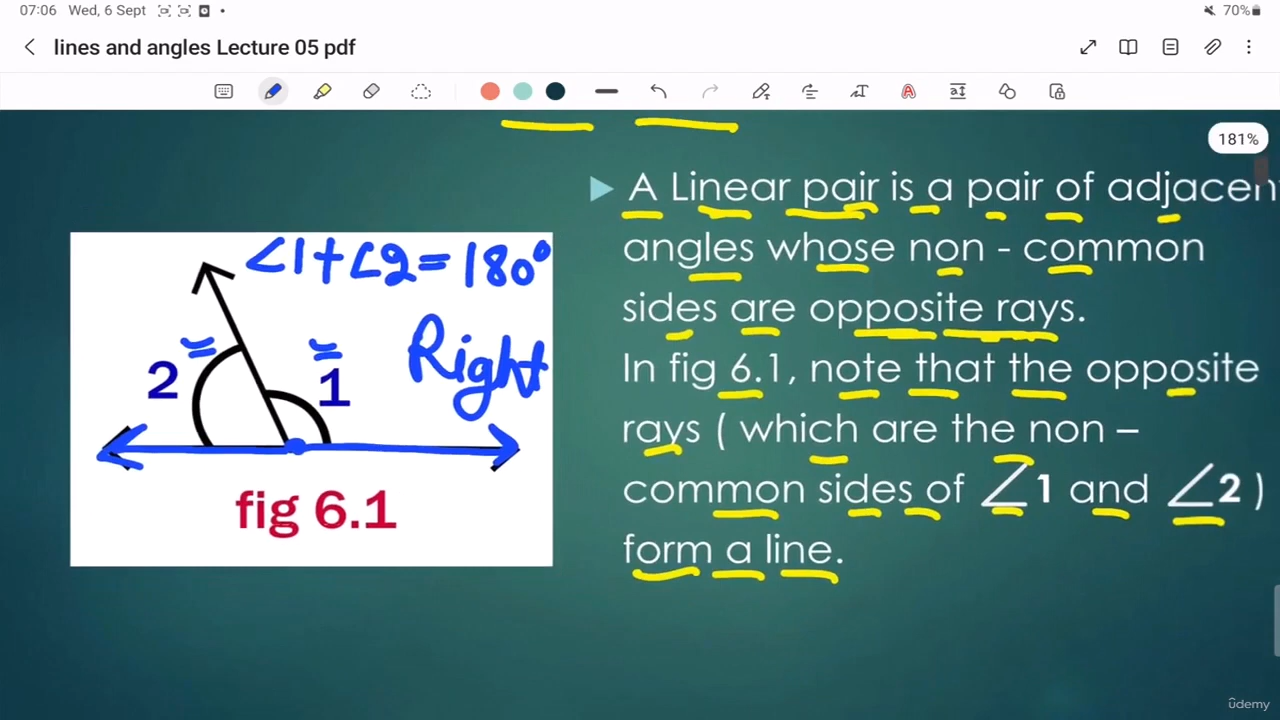 07:06 Wed, 6 Sept
70%
lines and angles Lecture 05 pdf
181%
A Linear pair is a pair of adjacen
angles whose non - common
sides are opposite rays.
In fig 6.1, note that the opposite
rays ( which are the non –
common sides of ∠1 and ∠2 )
form a line.
∠1+∠2=180°
Right
2
1
fig 6.1
ûdemy